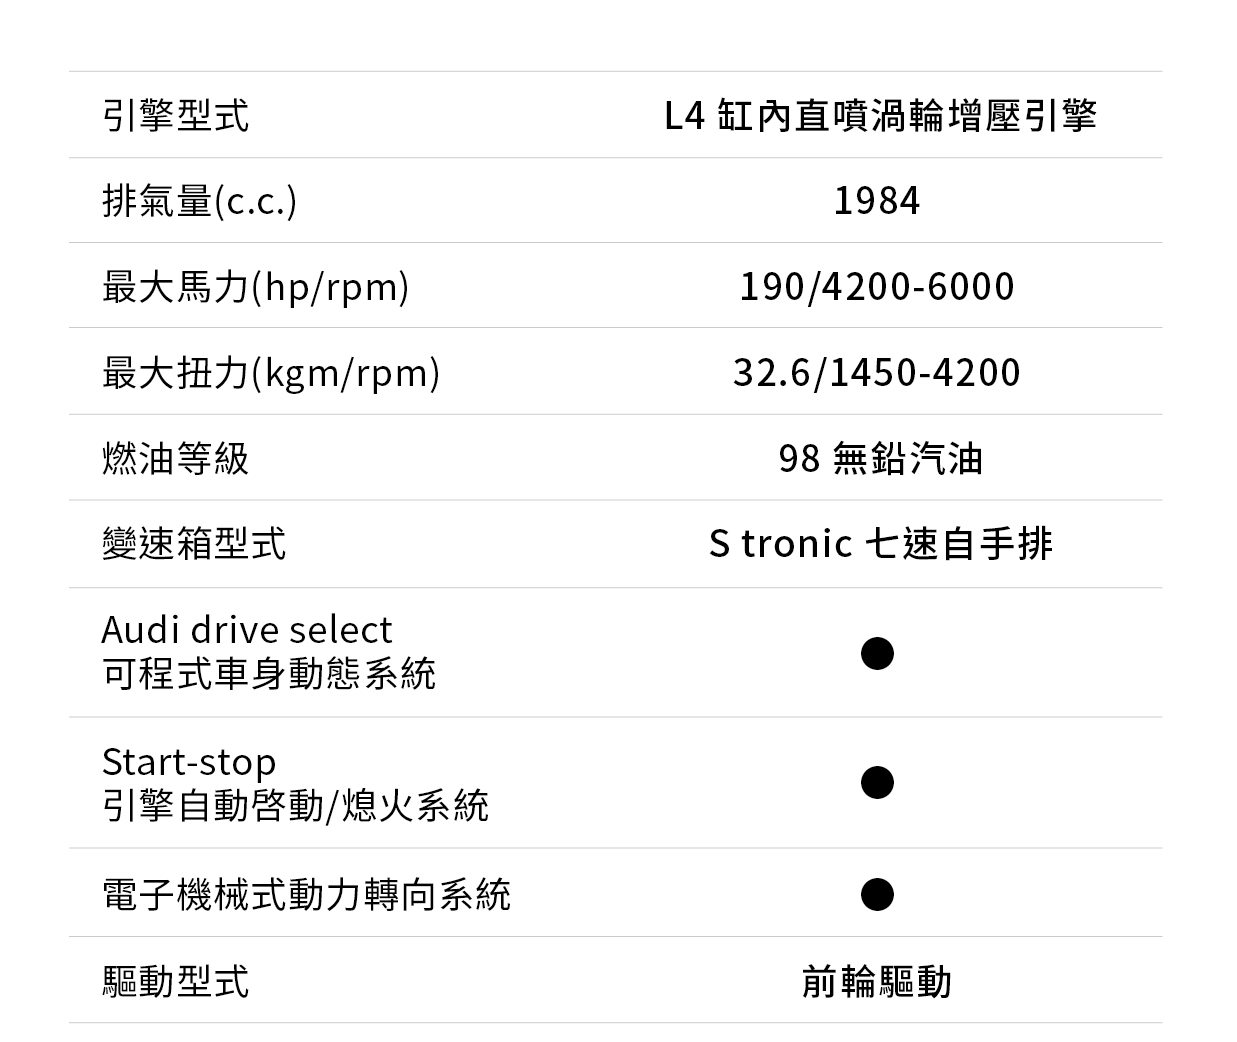 引擎型式 L4 缸內直噴渦輪增壓引擎
排氣量(c.c.) 1984
最大馬力(hp/rpm) 190/4200-6000
最大扭力(kgm/rpm) 32.6/1450-4200
燃油等級 98 無鉛汽油
變速箱型式 S tronic 七速自手排
Audi drive select
可程式車身動態系統 ●
Start-stop
引擎自動啓動/熄火系統 ●
電子機械式動力轉向系統 ●
驅動型式 前輪驅動